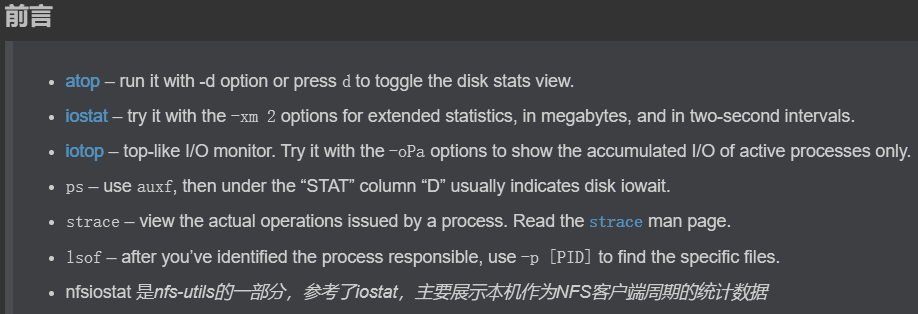 前言
atop – run it with -d option or press d to toggle the disk stats view.
iostat – try it with the -xm 2 options for extended statistics, in megabytes, and in two-second intervals.
iotop – top-like I/O monitor. Try it with the -oPa options to show the accumulated I/O of active processes only.
ps – use auxf, then under the “STAT” column “D” usually indicates disk iowait.
strace – view the actual operations issued by a process. Read the strace man page.
lsof – after you’ve identified the process responsible, use -p [PID] to find the specific files.
nfsiostat 是nfs-utils的一部分，参考了iostat，主要展示本机作为NFS客户端周期的统计数据